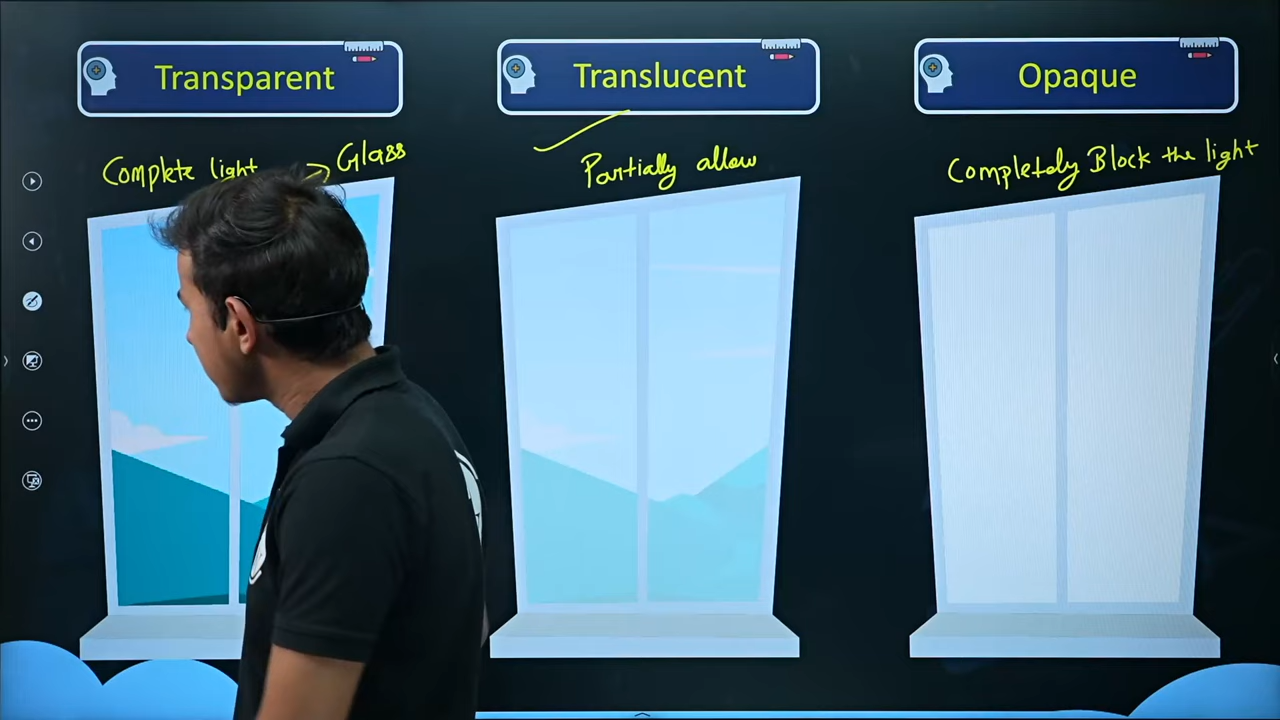 Transparent
Translucent
Opaque
Complete light → Glass
Partially allow
Completely Block the light